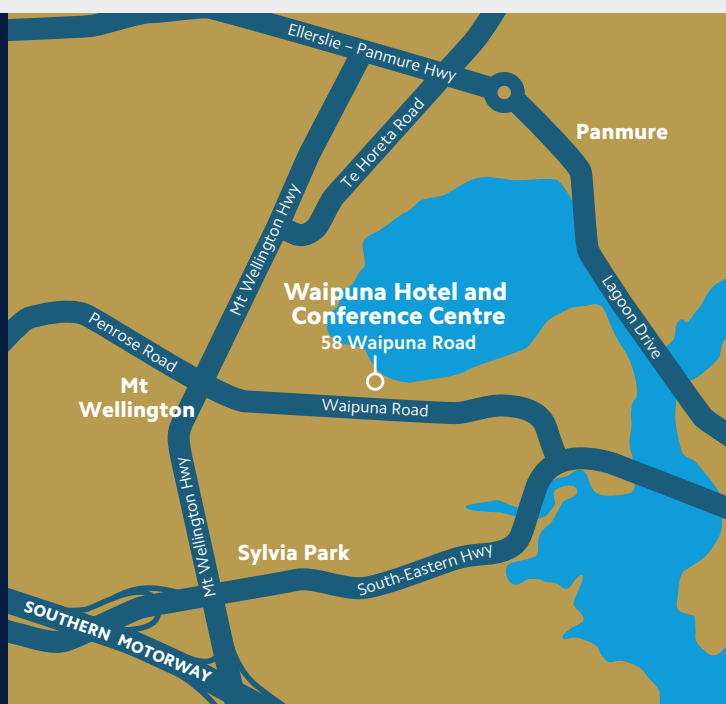 Ellerslie – Panmure Hwy
Panmure
Te Horeta Road
Mt Wellington Hwy
Lagoon Drive
Waipuna Hotel and
Conference Centre
58 Waipuna Road
Penrose Road
Mt
Wellington
Waipuna Road
Mt Wellington Hwy
Sylvia Park
South-Eastern Hwy
SOUTHERN MOTORWAY